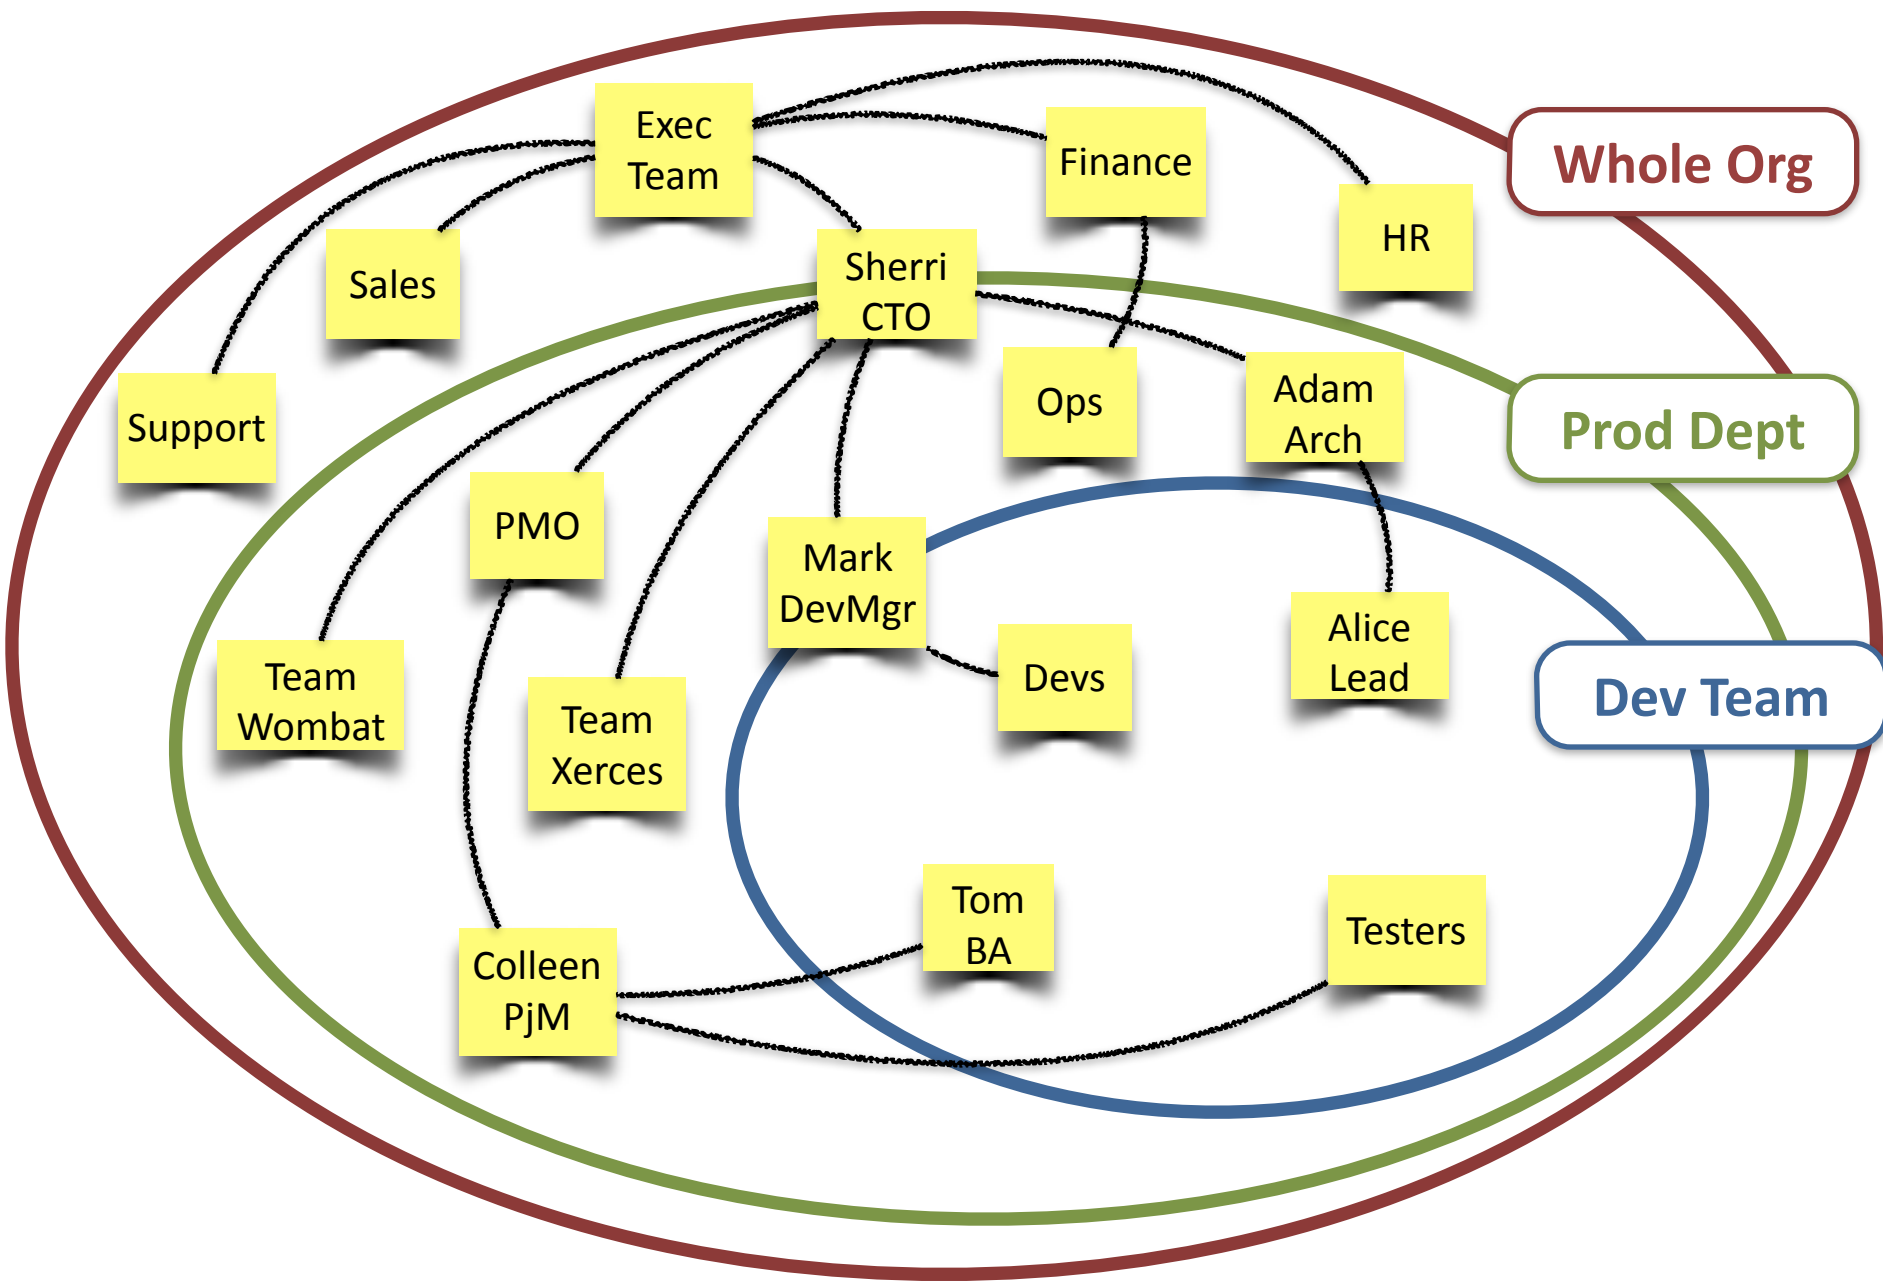 Exec
Team
Finance
Whole Org
HR
Sales
Sherri
CTO
Support
Ops
Adam
Arch
Prod Dept
PMO
Mark
DevMgr
Alice
Lead
Devs
Team
Wombat
Team
Xerces
Dev Team
Tom
BA
Testers
Colleen
PjM